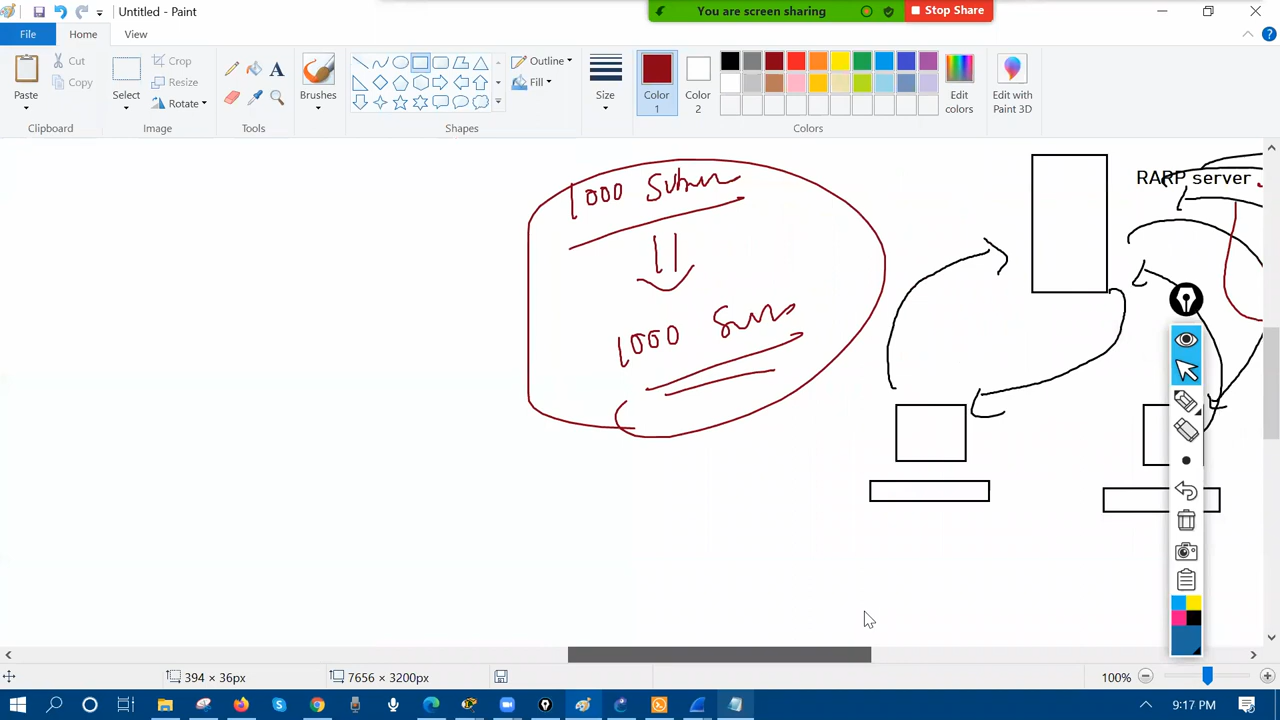 Untitled - Paint
You are screen sharing
Stop Share
File
Home
View
Paste
Cut
Copy
Clipboard
Select
Crop
Resize
Rotate
Image
Tools
Brushes
Shapes
Outline
Fill
Size
Color 1
Color 2
Edit colors
Colors
Edit with Paint 3D
1000
1000
RARP server
394 × 36px
7656 × 3200px
100%
9:17 PM